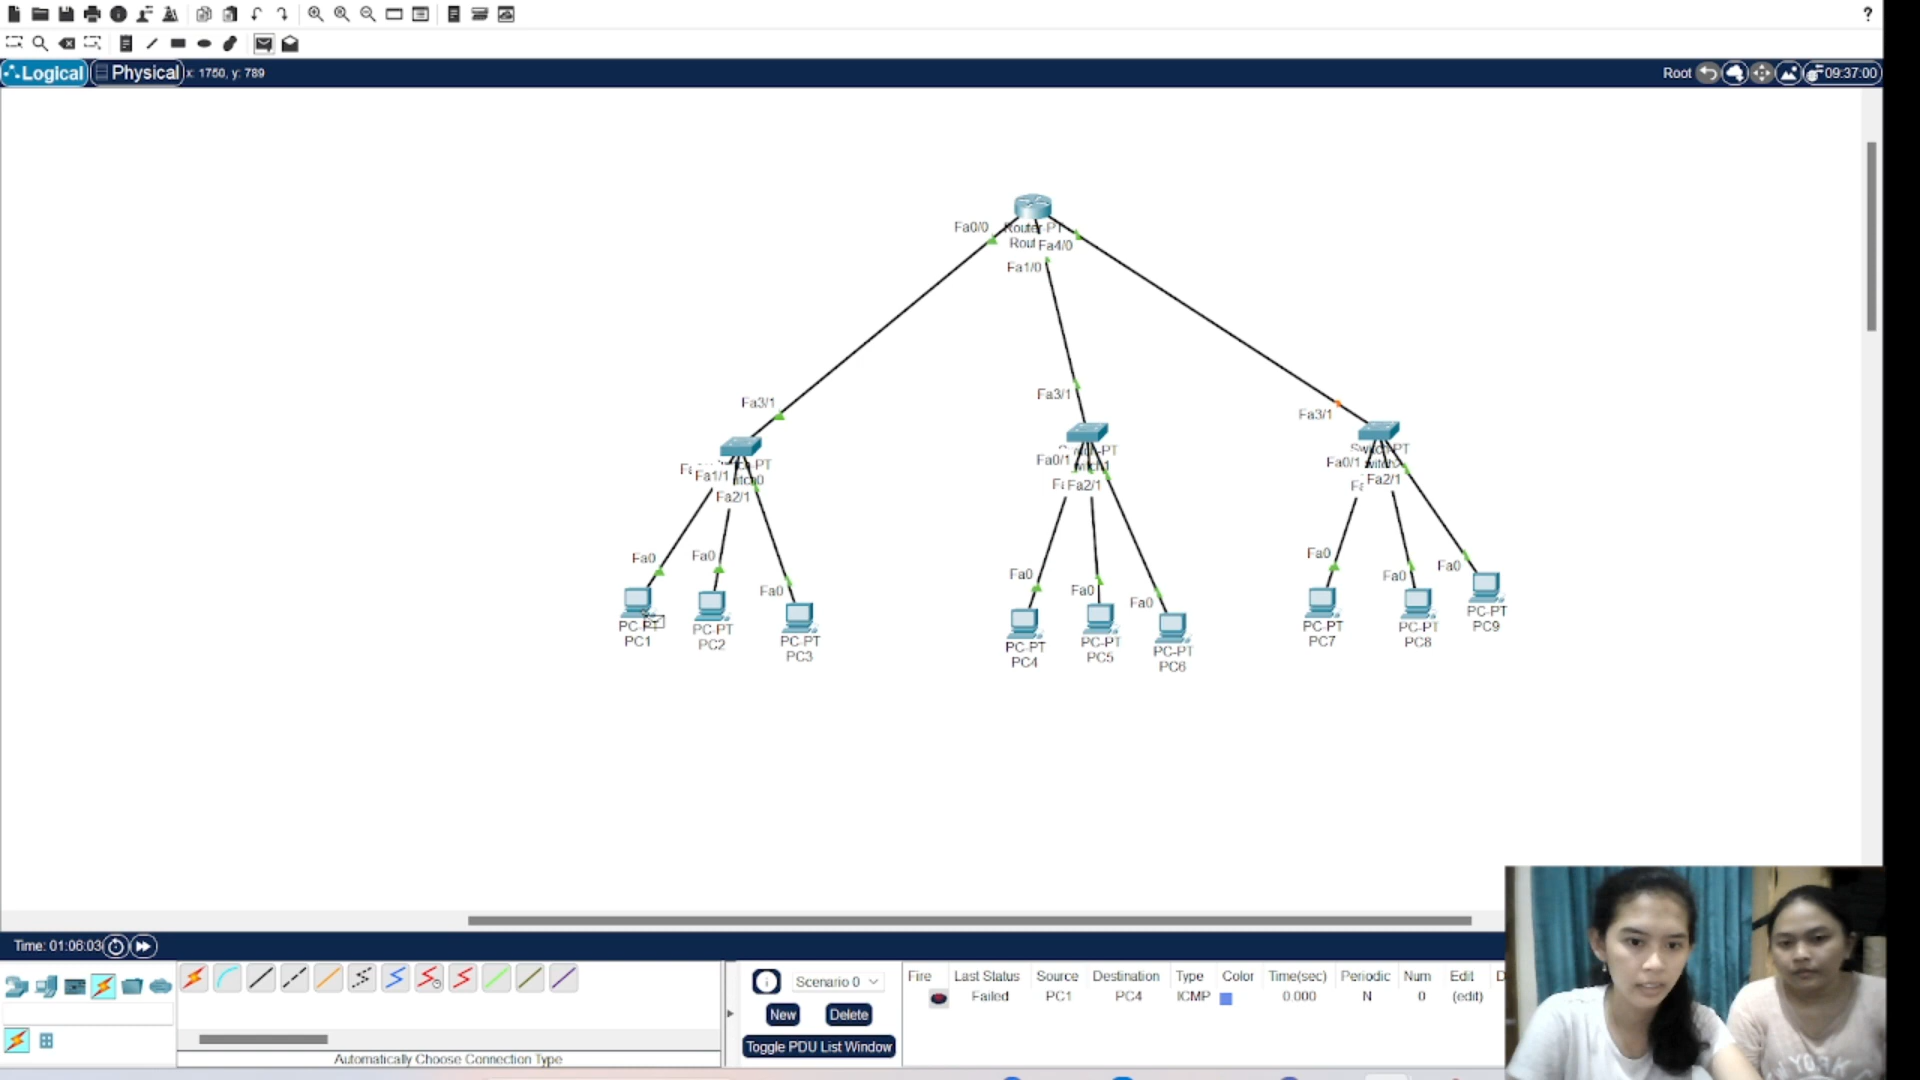 ?
Logical
Physical
x: 1750, y: 789
Root
09:37:00
Fa0/0
Router-PT
Rout
Fa4/0
Fa1/0
Fa3/1
Fa3/1
Fa3/1
Fa1/1
Fa2/1
Fa0/1
Fa2/1
Fa0/1
Fa2/1
Fa0
Fa0
Fa0
Fa0
Fa0
Fa0
Fa0
Fa0
Fa0
PC-PT
PC1
PC-PT
PC2
PC-PT
PC3
PC-PT
PC4
PC-PT
PC5
PC-PT
PC6
PC-PT
PC7
PC-PT
PC8
PC-PT
PC9
Time: 01:06:03
Scenario 0
New
Delete
Toggle PDU List Window
Automatically Choose Connection Type
Fire Last Status Source Destination Type Color Time(sec) Periodic Num Edit D
Failed PC1 PC4 ICMP 0.000 N 0 (edit)